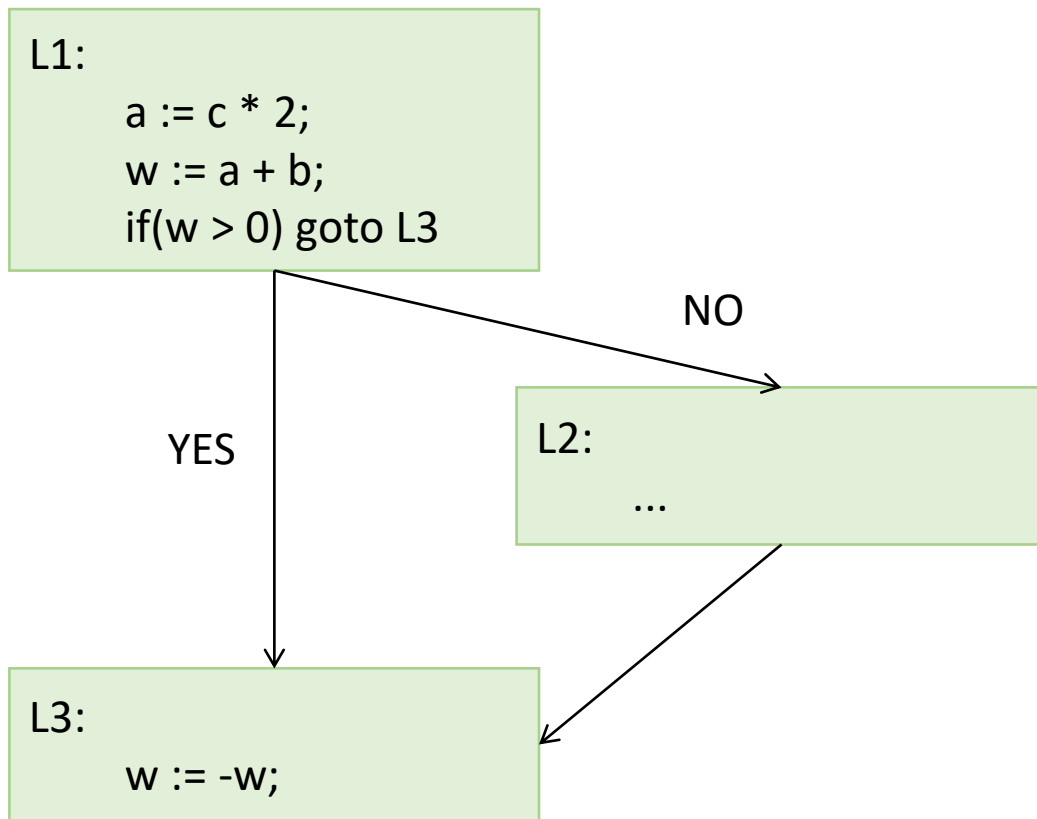 L1:
a := c * 2;
w := a + b;
if(w > 0) goto L3
NO
YES
L2:
...
L3:
w := -w;